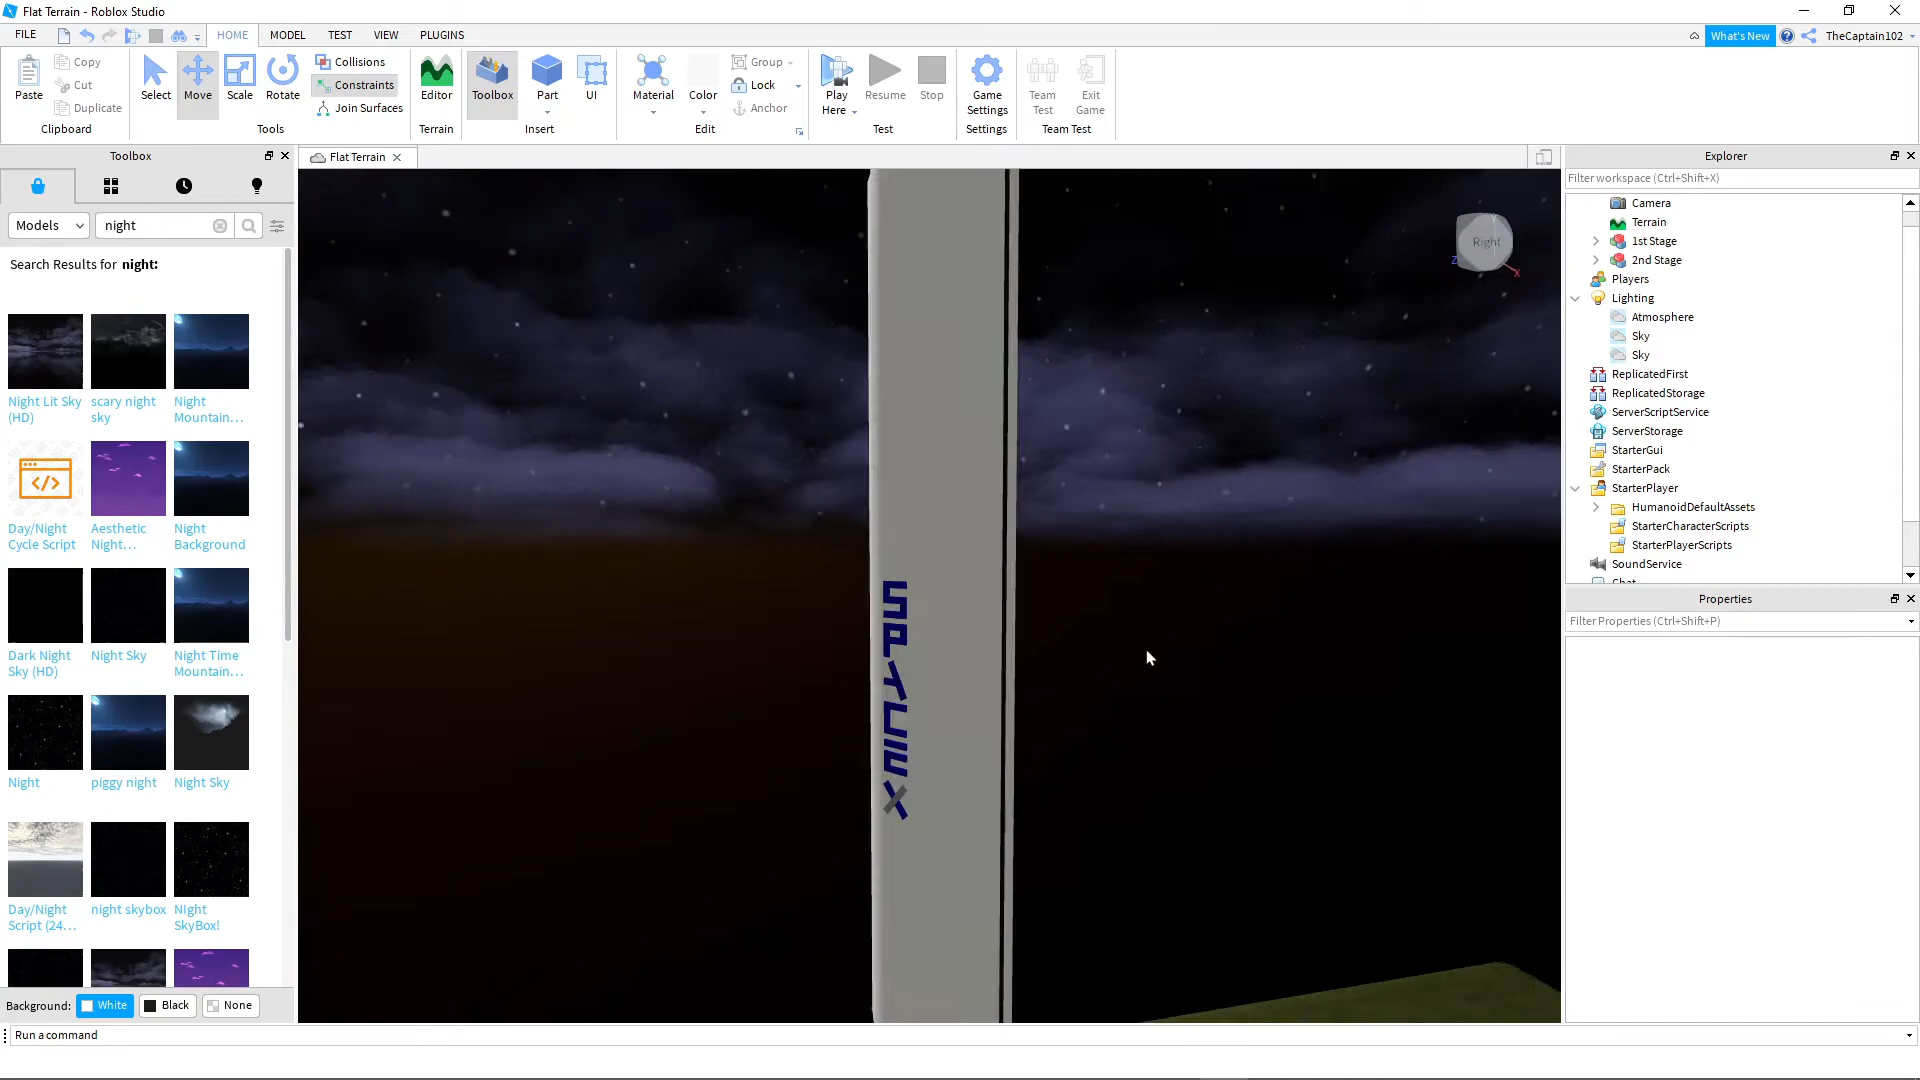 Flat Terrain - Roblox Studio
FILE
HOME
MODEL
TEST
VIEW
PLUGINS
What's New
TheCaptain102
Paste
Copy
Cut
Duplicate
Clipboard
Select
Move
Scale
Rotate
Collisions
Constraints
Join Surfaces
Tools
Editor
Terrain
Toolbox
Part
UI
Insert
Material
Color
Group
Lock
Anchor
Edit
Play Here
Resume
Stop
Test
Game Settings
Settings
Team Test
Exit Game
Team Test
Toolbox
Models
night
Search Results for night:
Night Lit Sky (HD)
scary night sky
Night Mountain...
Day/Night Cycle Script
Aesthetic Night...
Night Background
Dark Night Sky (HD)
Night Sky
Night Time Mountain...
Night
piggy night
Night Sky
Day/Night Script (24...
night skybox
NIght SkyBox!
Background:
White
Black
None
Run a command
Flat Terrain
SPACEX
Right
Y
Z
X
Explorer
Filter workspace (Ctrl+Shift+X)
Camera
Terrain
1st Stage
2nd Stage
Players
Lighting
Atmosphere
Sky
Sky
ReplicatedFirst
ReplicatedStorage
ServerScriptService
ServerStorage
StarterGui
StarterPack
StarterPlayer
HumanoidDefaultAssets
StarterCharacterScripts
StarterPlayerScripts
SoundService
Chat
Properties
Filter Properties (Ctrl+Shift+P)